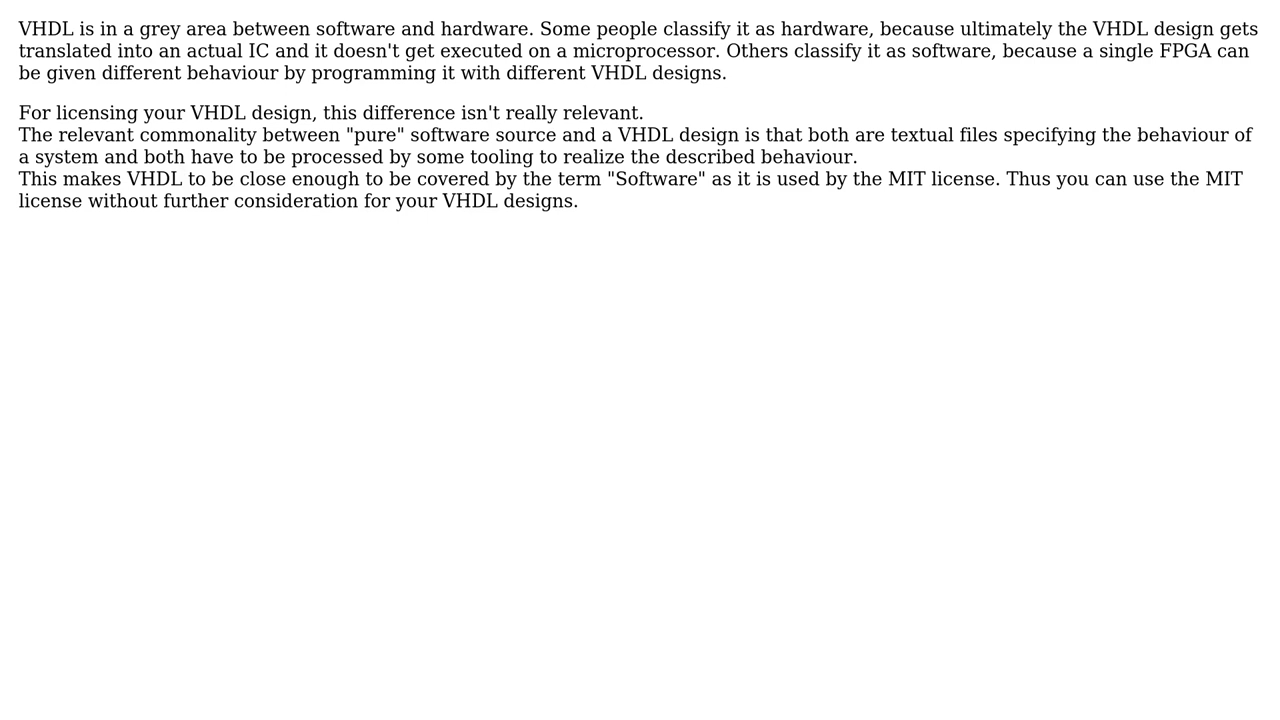 VHDL is in a grey area between software and hardware. Some people classify it as hardware, because ultimately the VHDL design gets
translated into an actual IC and it doesn't get executed on a microprocessor. Others classify it as software, because a single FPGA can
be given different behaviour by programming it with different VHDL designs.
For licensing your VHDL design, this difference isn't really relevant.
The relevant commonality between "pure" software source and a VHDL design is that both are textual files specifying the behaviour of
a system and both have to be processed by some tooling to realize the described behaviour.
This makes VHDL to be close enough to be covered by the term "Software" as it is used by the MIT license. Thus you can use the MIT
license without further consideration for your VHDL designs.